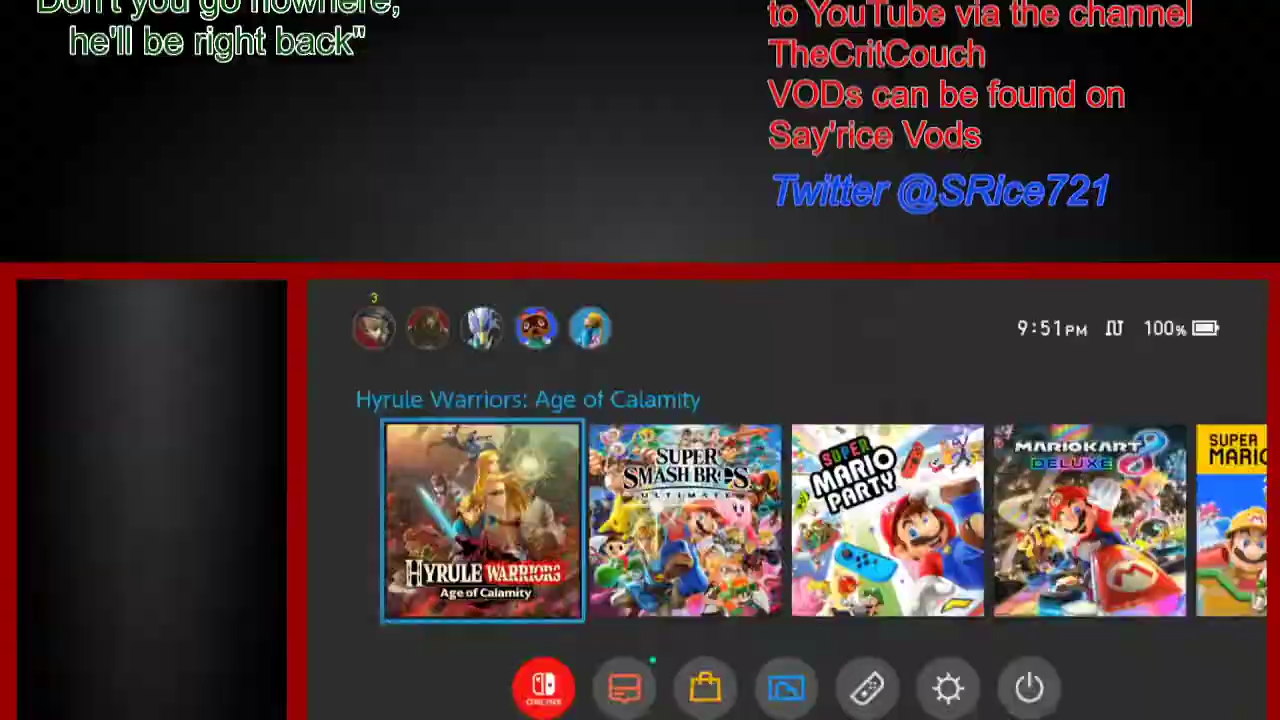 Don't you go nowhere,
he'll be right back"
to YouTube via the channel
TheCritCouch
VODs can be found on
Say'rice Vods
Twitter @SRice721
3
9:51PM 100%
Hyrule Warriors: Age of Calamity
HYRULE WARRIORS
Age of Calamity
SUPER
SMASH BROS.
ULTIMATE
SUPER
MARIO
PARTY
MARIOKART 8
DELUXE
SUPER
MARIO
ONLINE